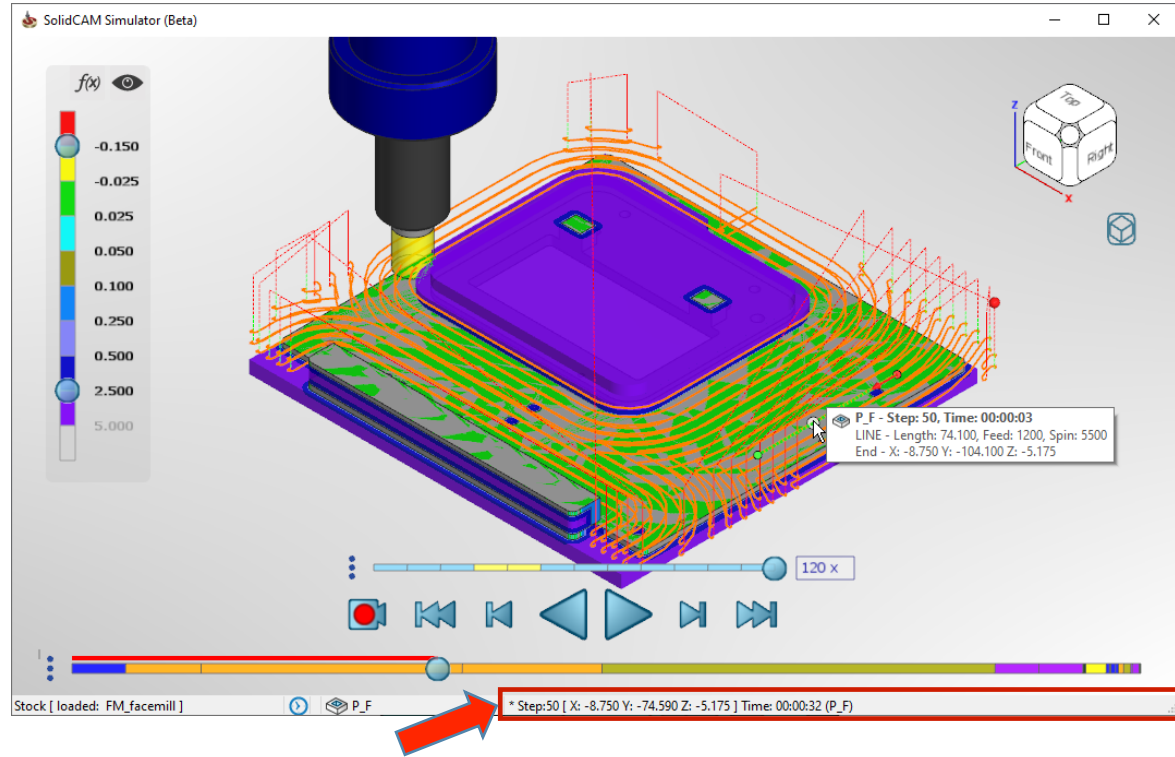 SolidCAM Simulator (Beta)
f(x)
-0.150
-0.025
0.025
0.050
0.100
0.250
0.500
2.500
5.000
Top
Front
Right
Z
X
P_F - Step: 50, Time: 00:00:03
LINE - Length: 74.100, Feed: 1200, Spin: 5500
End - X: -8.750 Y: -104.100 Z: -5.175
120 x
Stock [ loaded: FM_facemill ]
P_F
* Step:50 [ X: -8.750 Y: -74.590 Z: -5.175 ] Time: 00:00:32 (P_F)